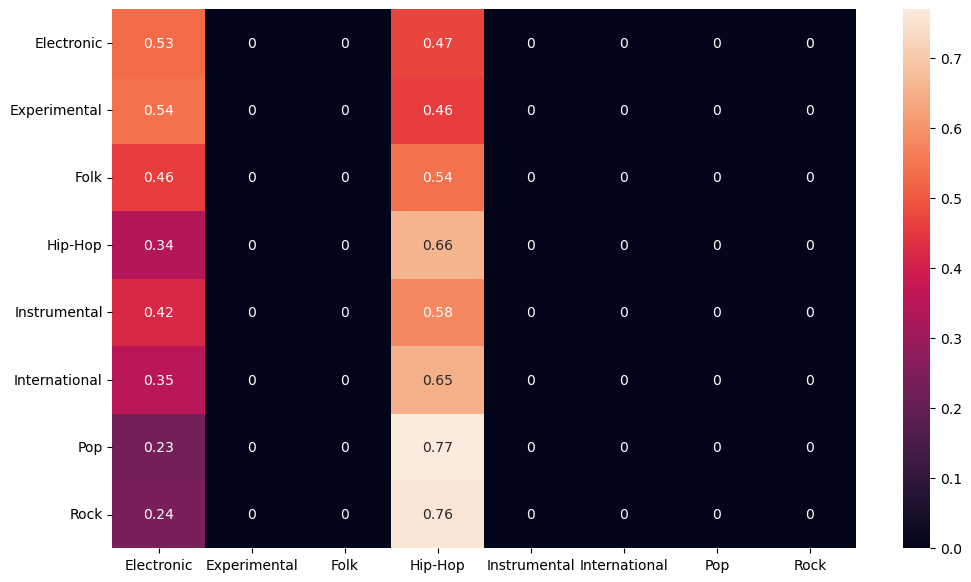 Electronic 0.53 0 0 0.47 0 0 0 0
Experimental 0.54 0 0 0.46 0 0 0 0
Folk 0.46 0 0 0.54 0 0 0 0
Hip-Hop 0.34 0 0 0.66 0 0 0 0
Instrumental 0.42 0 0 0.58 0 0 0 0
International 0.35 0 0 0.65 0 0 0 0
Pop 0.23 0 0 0.77 0 0 0 0
Rock 0.24 0 0 0.76 0 0 0 0
Electronic Experimental Folk Hip-Hop Instrumental International Pop Rock
0.7
0.6
0.5
0.4
0.3
0.2
0.1
0.0